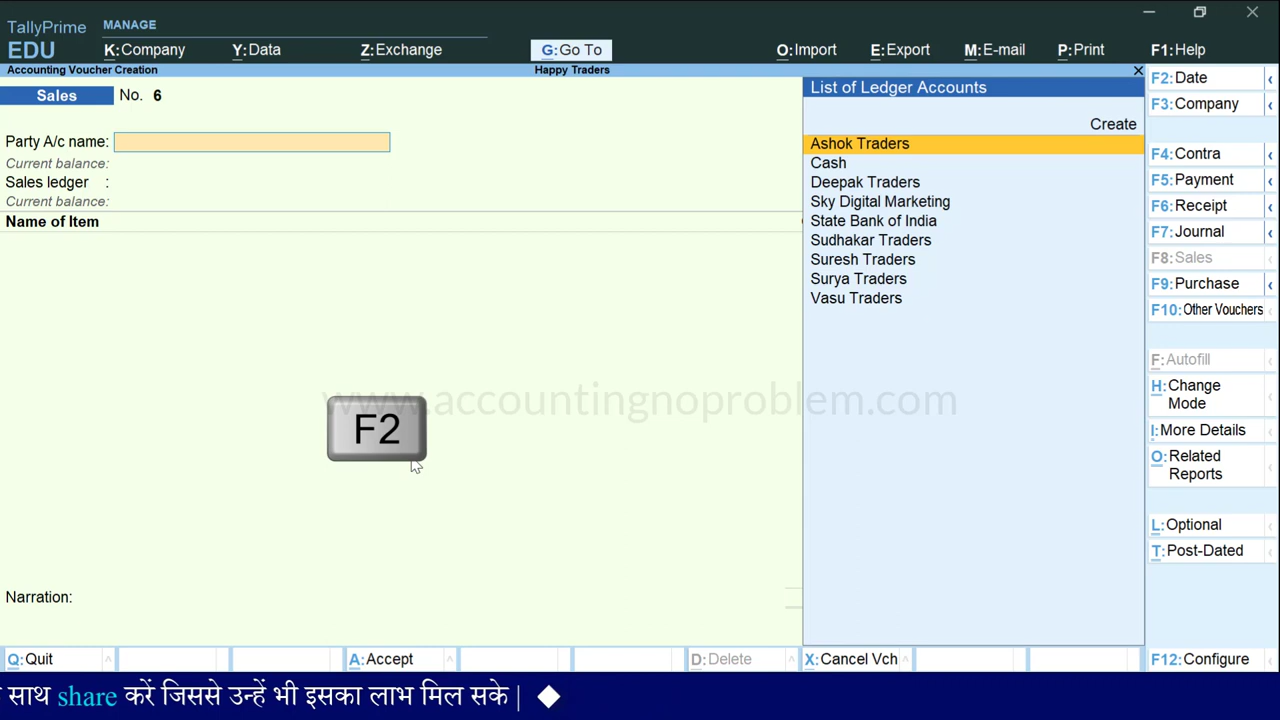 TallyPrime
EDU
MANAGE
K:Company
Y:Data
Z:Exchange
G:Go To
O:Import
E:Export
M:E-mail
P:Print
F1:Help
Accounting Voucher Creation
Happy Traders
Sales
No. 6
Party A/c name:
Current balance:
Sales ledger :
Current balance:
Name of Item
List of Ledger Accounts
Create
Ashok Traders
Cash
Deepak Traders
Sky Digital Marketing
State Bank of India
Sudhakar Traders
Suresh Traders
Surya Traders
Vasu Traders
F2:Date
F3:Company
F4:Contra
F5:Payment
F6:Receipt
F7:Journal
F8:Sales
F9:Purchase
F10:Other Vouchers
F:Autofill
H:Change
Mode
I:More Details
O:Related
Reports
L:Optional
T:Post-Dated
www.accountingnoproblem.com
F2
Narration:
Q:Quit
A:Accept
D:Delete
X:Cancel Vch
F12:Configure
साथ share करें जिससे उन्हें भी इसका लाभ मिल सके |